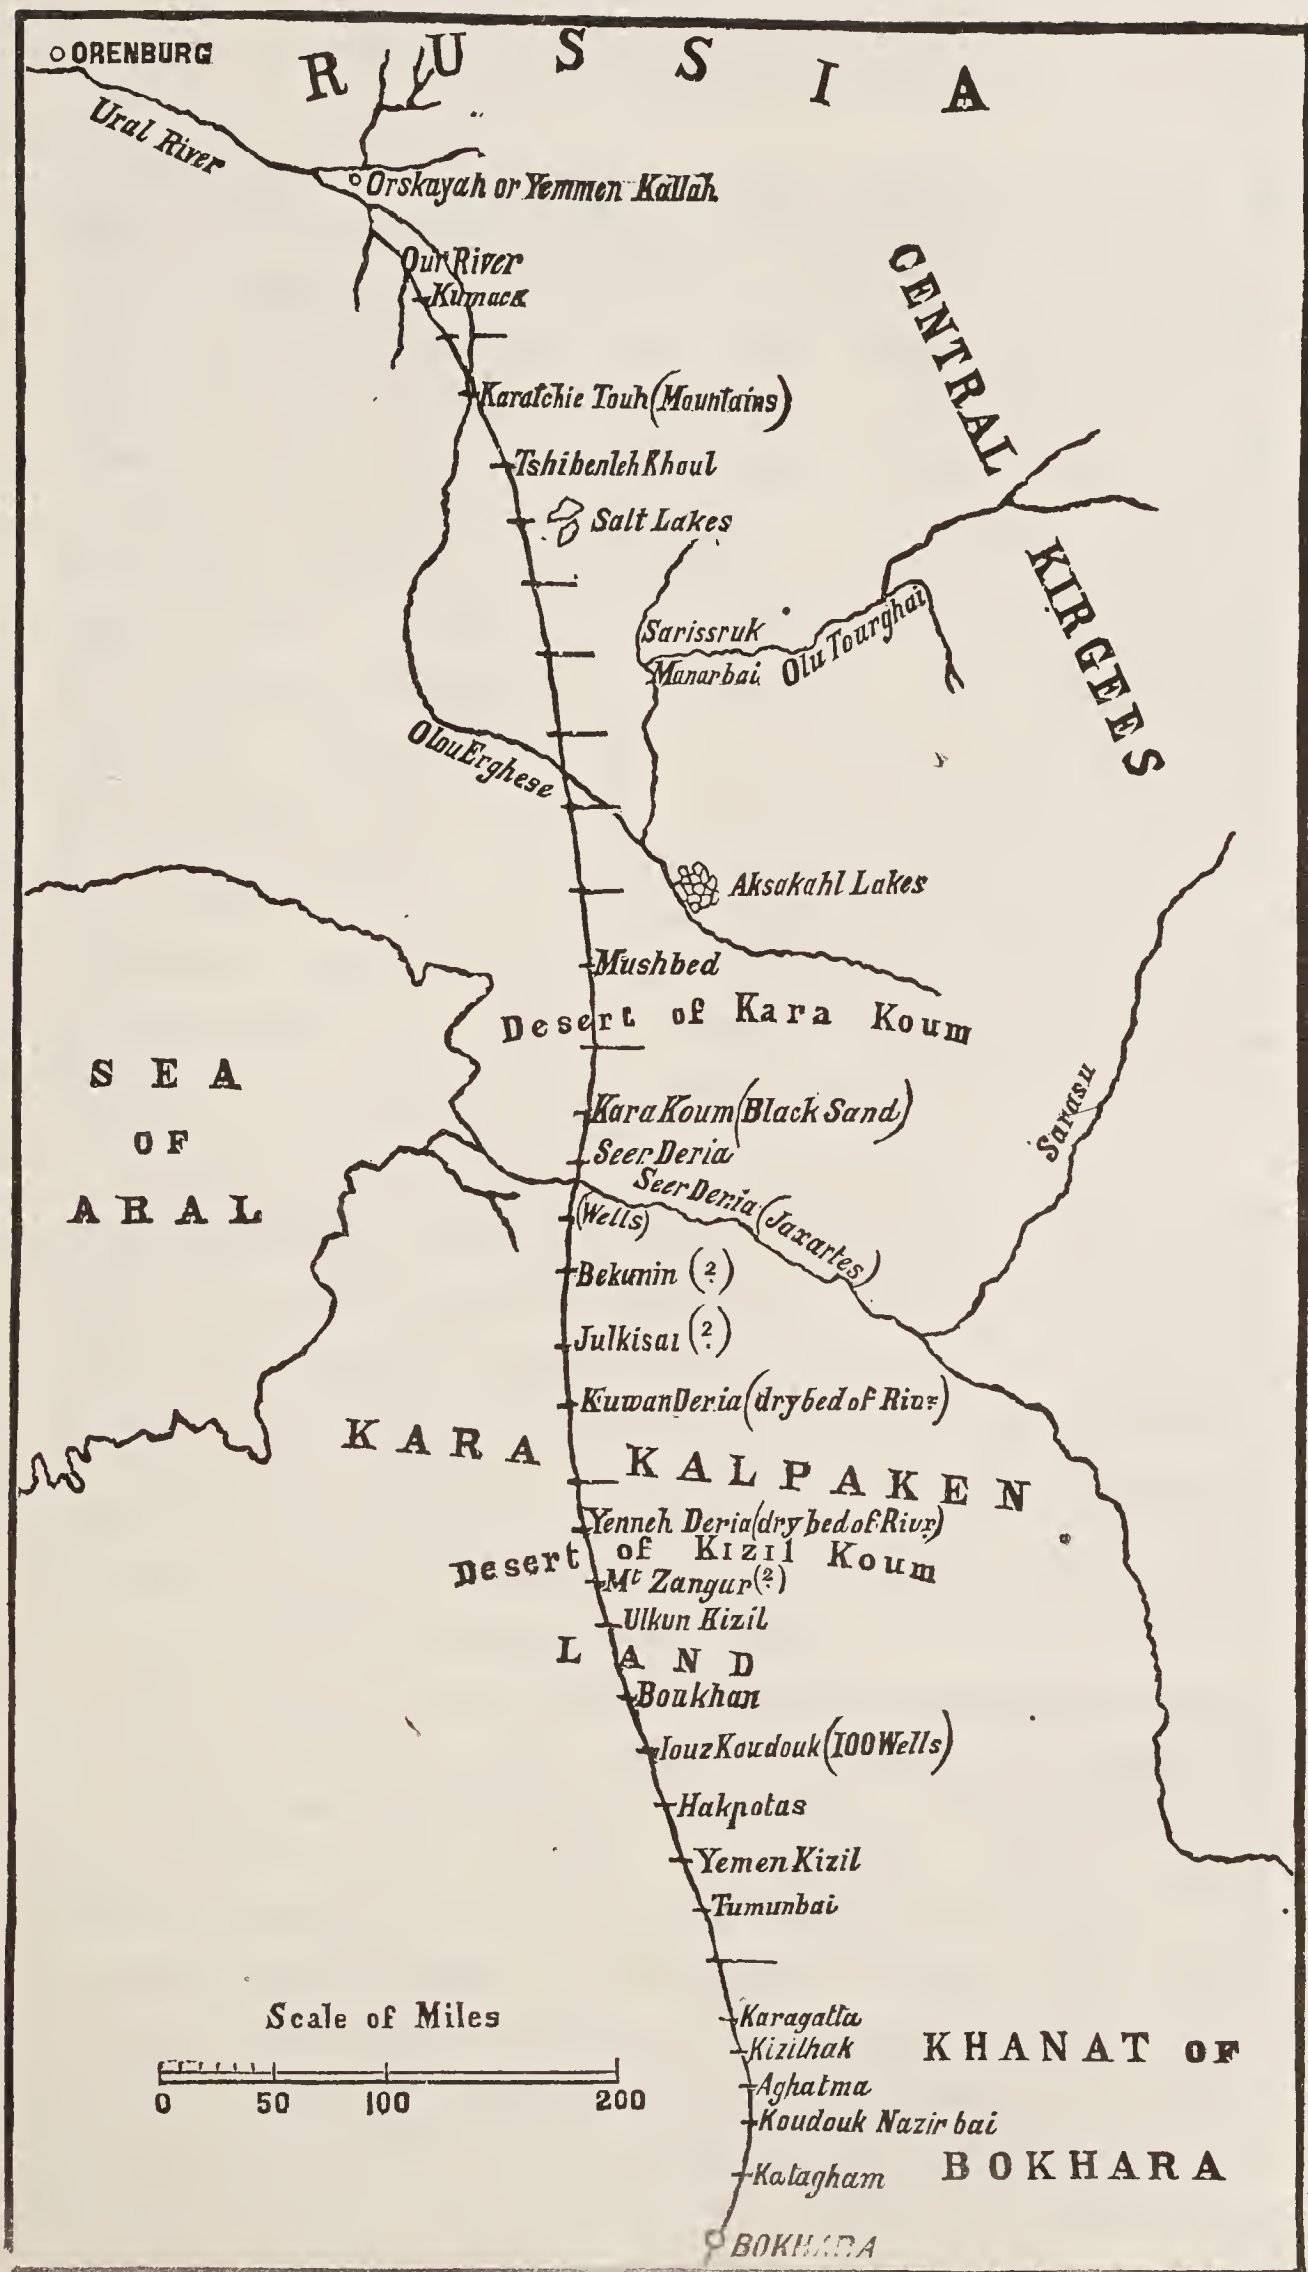 ORENBURG
RUSSIA
Ural River
Orskayah or Yemmen Kallah
Our River
Kumack
CENTRAL
KIRGEES
Karatchie Touh (Mountains)
Tshibenleh Khoul
Salt Lakes
Sarissruk
Manarbai
Olu Tourghai
Olou Erghese
Aksakahl Lakes
Mushbed
Desert of Kara Koum
SEA
OF
ARAL
Kara Koum (Black Sand)
Sarasu
Seer Deria
Seer Deria (Jaxartes)
(Wells)
Bekunin (?)
Julkisai (?)
Kuwan Deria (dry bed of Rivr)
KARA KALPAKEN
Yenneh Deria (dry bed of Rivr)
Desert of Kizil Koum
Mt Zangur (?)
Ulkun Kizil
LAND
Boukhan
Iouz Koudouk (100 Wells)
Hakpotas
Yemen Kizil
Tumunbai
Scale of Miles
0 50 100 200
Karagatta
Kizilhak
KHANAT OF
Aghatma
Koudouk Nazir bai
BOKHARA
Katagham
BOKHARA